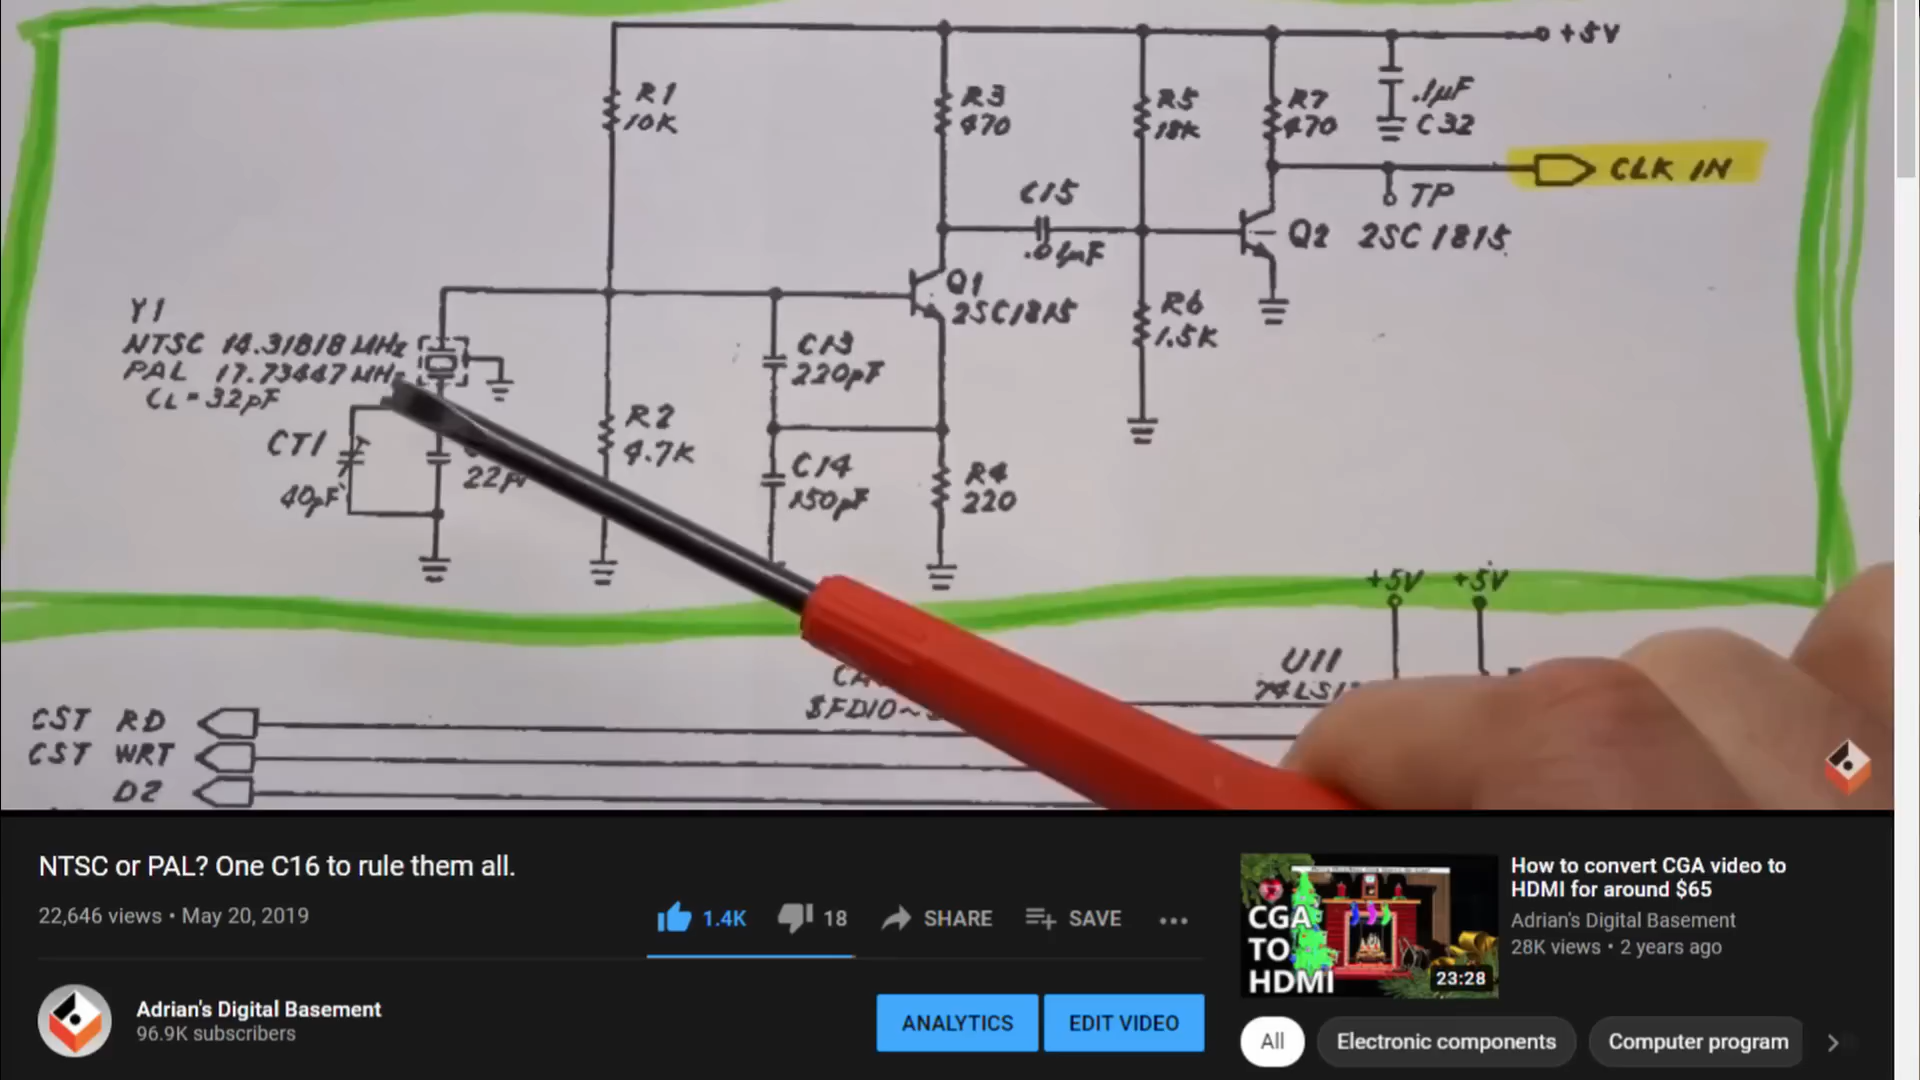 +5V
R1
10K
R3
470
R5
18K
R7
470
.1µF
C32
CLK IN
TP
C15
.01µF
Q2 2SC1815
Y1
NTSC 14.31818 MHz
PAL 17.73447 MHz
CL=32pF
Q1
2SC1815
R6
1.5K
C13
220pF
CT1
40pF
R2
4.7K
C14
150pF
R4
220
+5V +5V
U11
CST RD
CST WRT
D2
NTSC or PAL? One C16 to rule them all.
22,646 views • May 20, 2019
1.4K 18 SHARE SAVE
Adrian's Digital Basement
96.9K subscribers
ANALYTICS EDIT VIDEO
CGA
TO
HDMI
23:28
How to convert CGA video to
HDMI for around $65
Adrian's Digital Basement
28K views • 2 years ago
All Electronic components Computer program